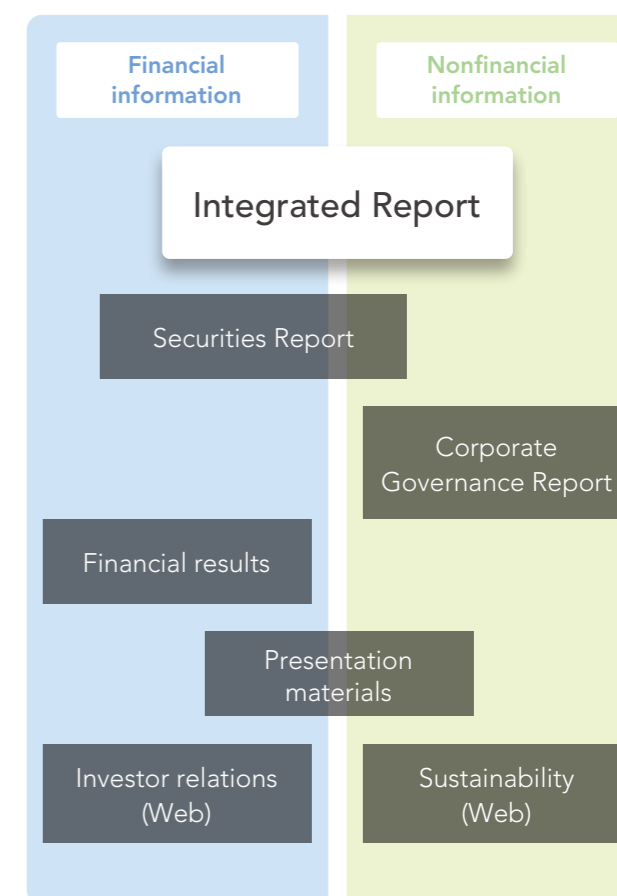 Financial
information
Nonfinancial
information
Integrated Report
Securities Report
Corporate
Governance Report
Financial results
Presentation
materials
Investor relations
(Web)
Sustainability
(Web)